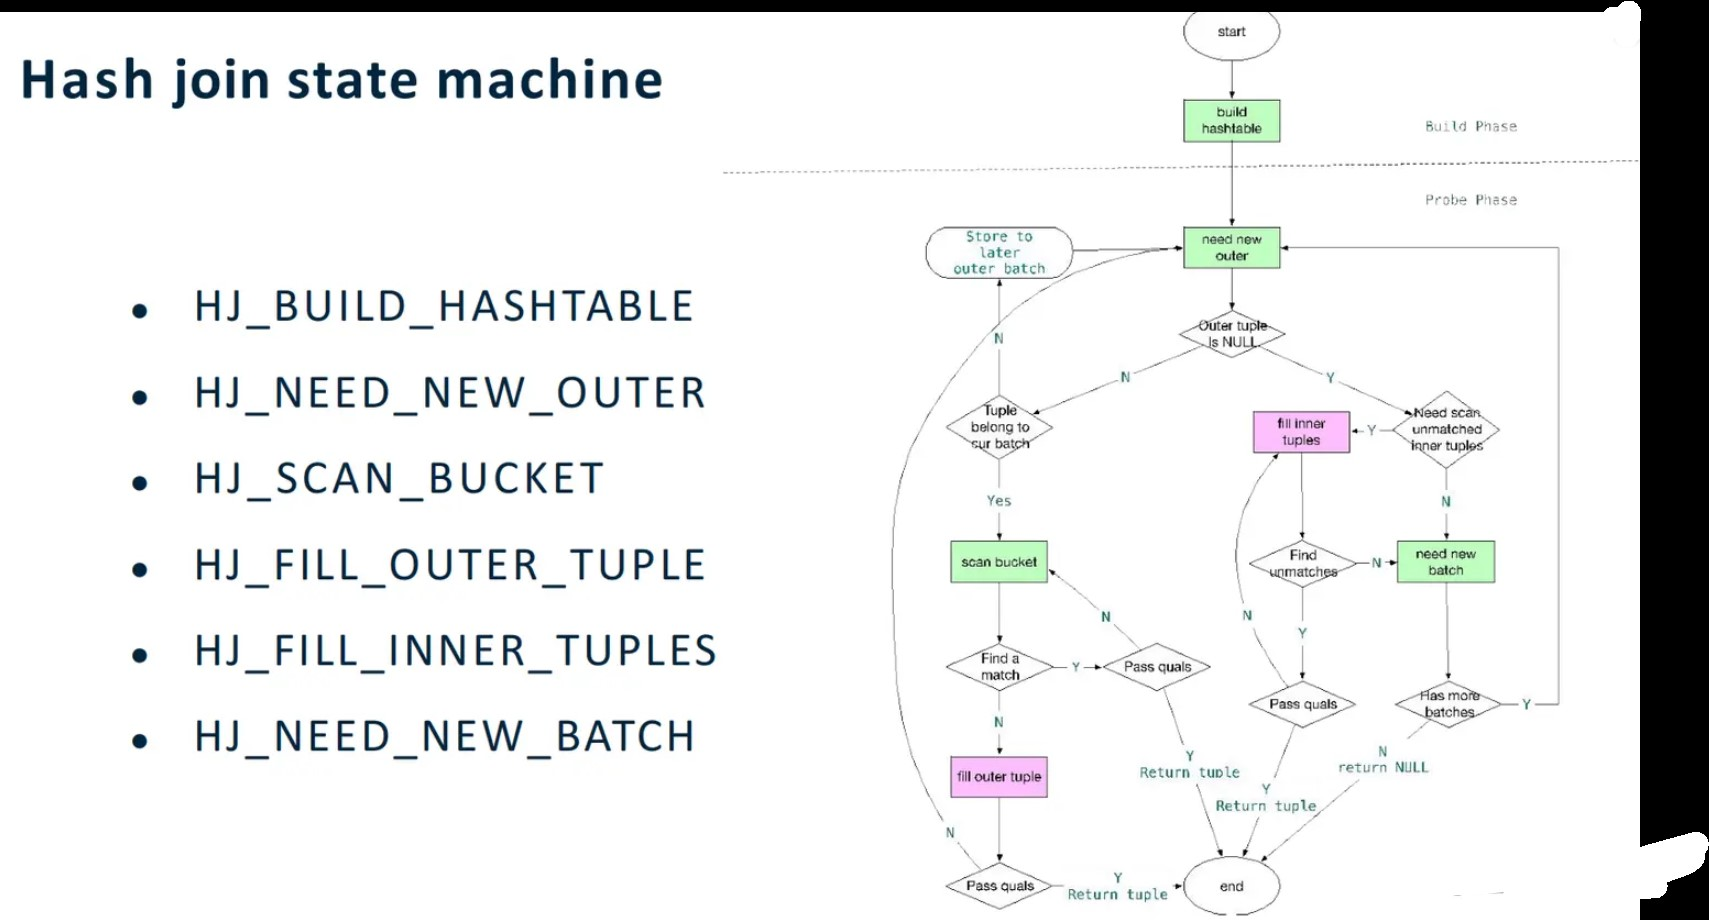 Hash join state machine
HJ_BUILD_HASHTABLE
HJ_NEED_NEW_OUTER
HJ_SCAN_BUCKET
HJ_FILL_OUTER_TUPLE
HJ_FILL_INNER_TUPLES
HJ_NEED_NEW_BATCH
start
build
hashtable
Build Phase
Probe Phase
Store to
later
outer batch
need new
outer
Outer tuple
Is NULL
N
N
Y
Tuple
belong to
cur batch
fill inner
tuples
Y
Need scan
unmatched
inner tuples
Yes
N
scan bucket
Find
unmatches
N
need new
batch
N
N
Y
Find a
match
Y
Pass quals
Pass quals
Has more
batches
Y
N
fill outer tuple
Y
Return tuple
N
return NULL
Y
Return tuple
N
Pass quals
Y
Return tuple
end